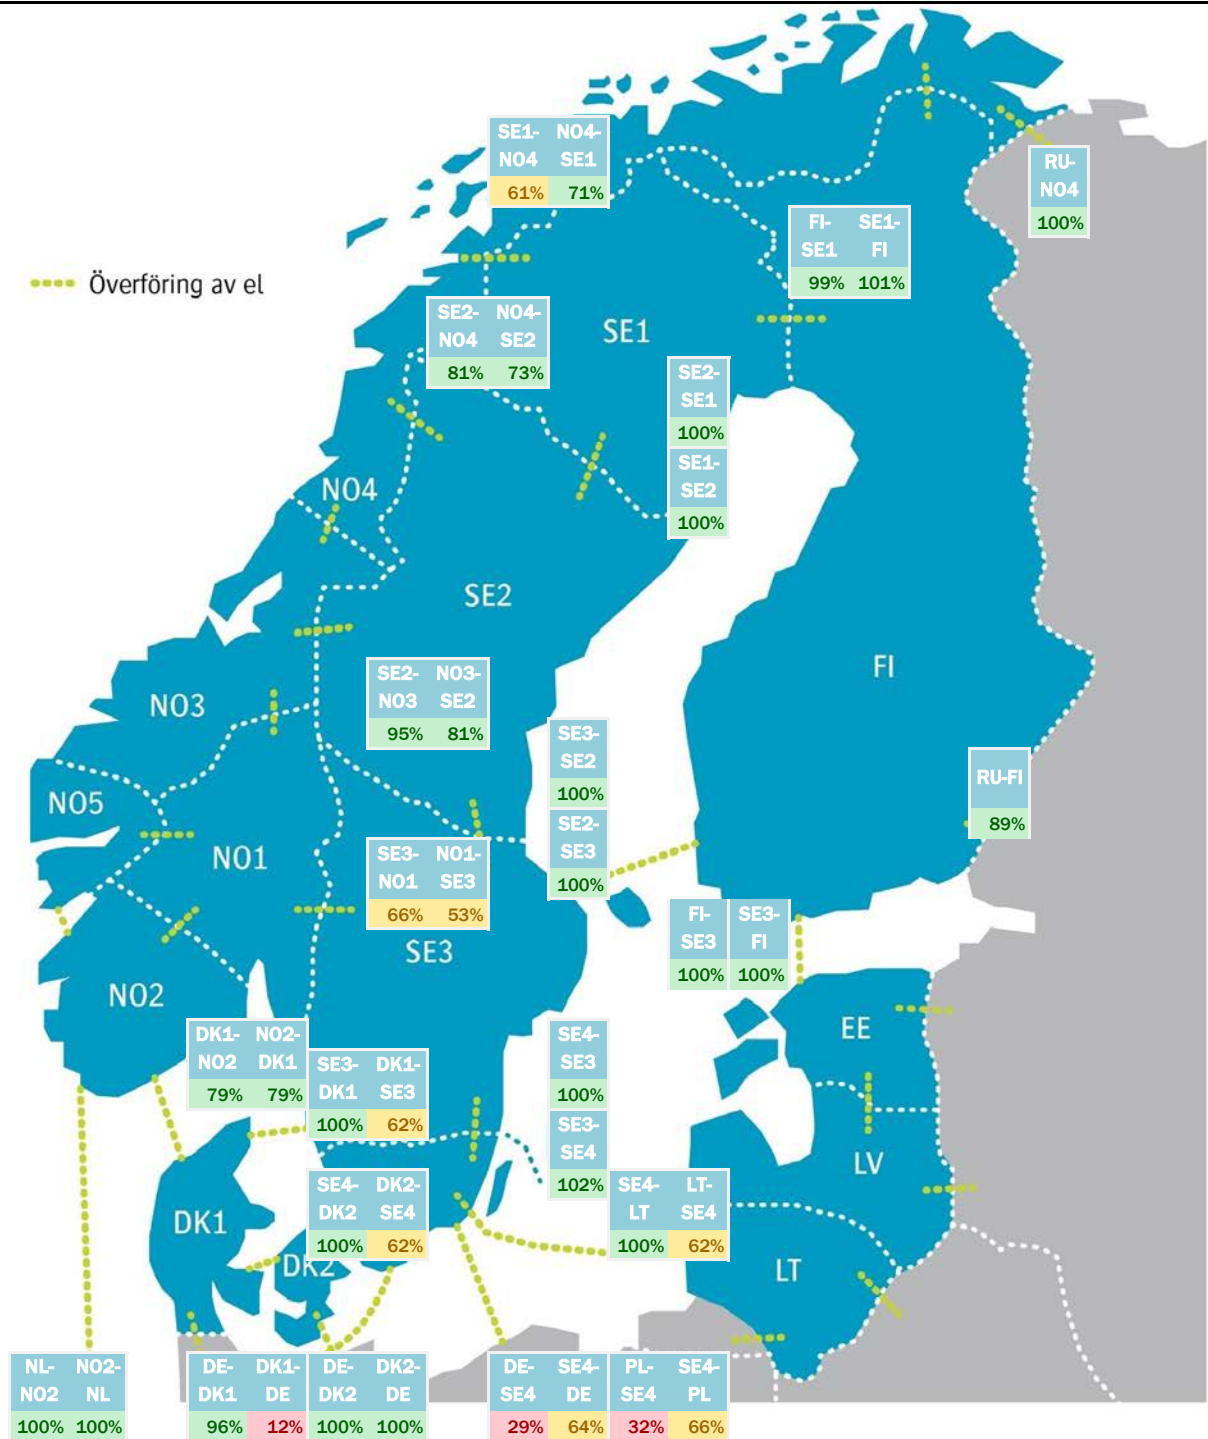 SE1- NO4-
NO4 SE1
61% 71%
RU-
NO4
100%
FI- SE1-
SE1 FI
99% 101%
Överföring av el
SE2- NO4-
NO4 SE2
81% 73%
SE1
SE2-
SE1
100%
SE1-
SE2
100%
NO4
SE2
FI
SE2- NO3-
NO3 SE2
95% 81%
NO3
SE3-
SE2
100%
SE2-
SE3
100%
RU-FI
89%
NO5
NO1
SE3- NO1-
NO1 SE3
66% 53%
SE3
FI- SE3-
SE3 FI
100% 100%
NO2
EE
DK1- NO2-
NO2 DK1
79% 79%
SE3- DK1-
DK1 SE3
100% 62%
SE4-
SE3
100%
SE3-
SE4
102%
LV
SE4- DK2-
DK2 SE4
100% 62%
SE4- LT-
LT SE4
100% 62%
DK1
DK2
LT
NL- NO2-
NO2 NL
100% 100%
DE- DK1- DE- DK2-
DK1 DE DK2 DE
96% 12% 100% 100%
DE- SE4- PL- SE4-
SE4 DE SE4 PL
29% 64% 32% 66%